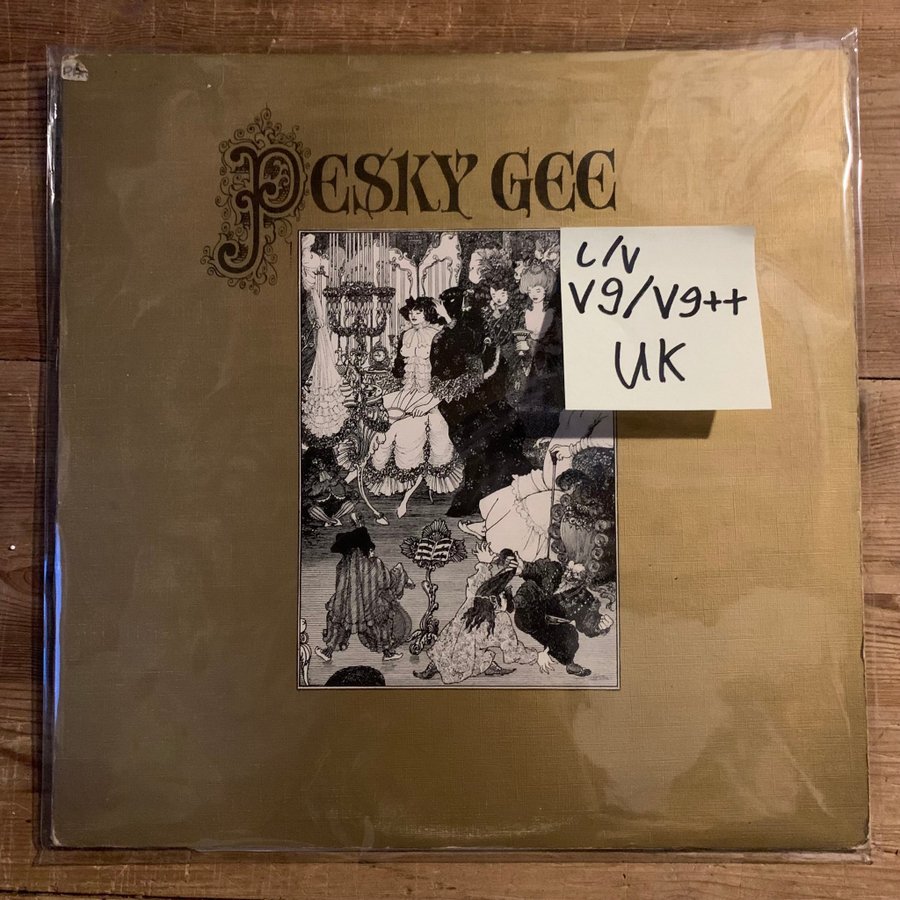 PESKY GEE
c/v
Vg/Vg++
UK